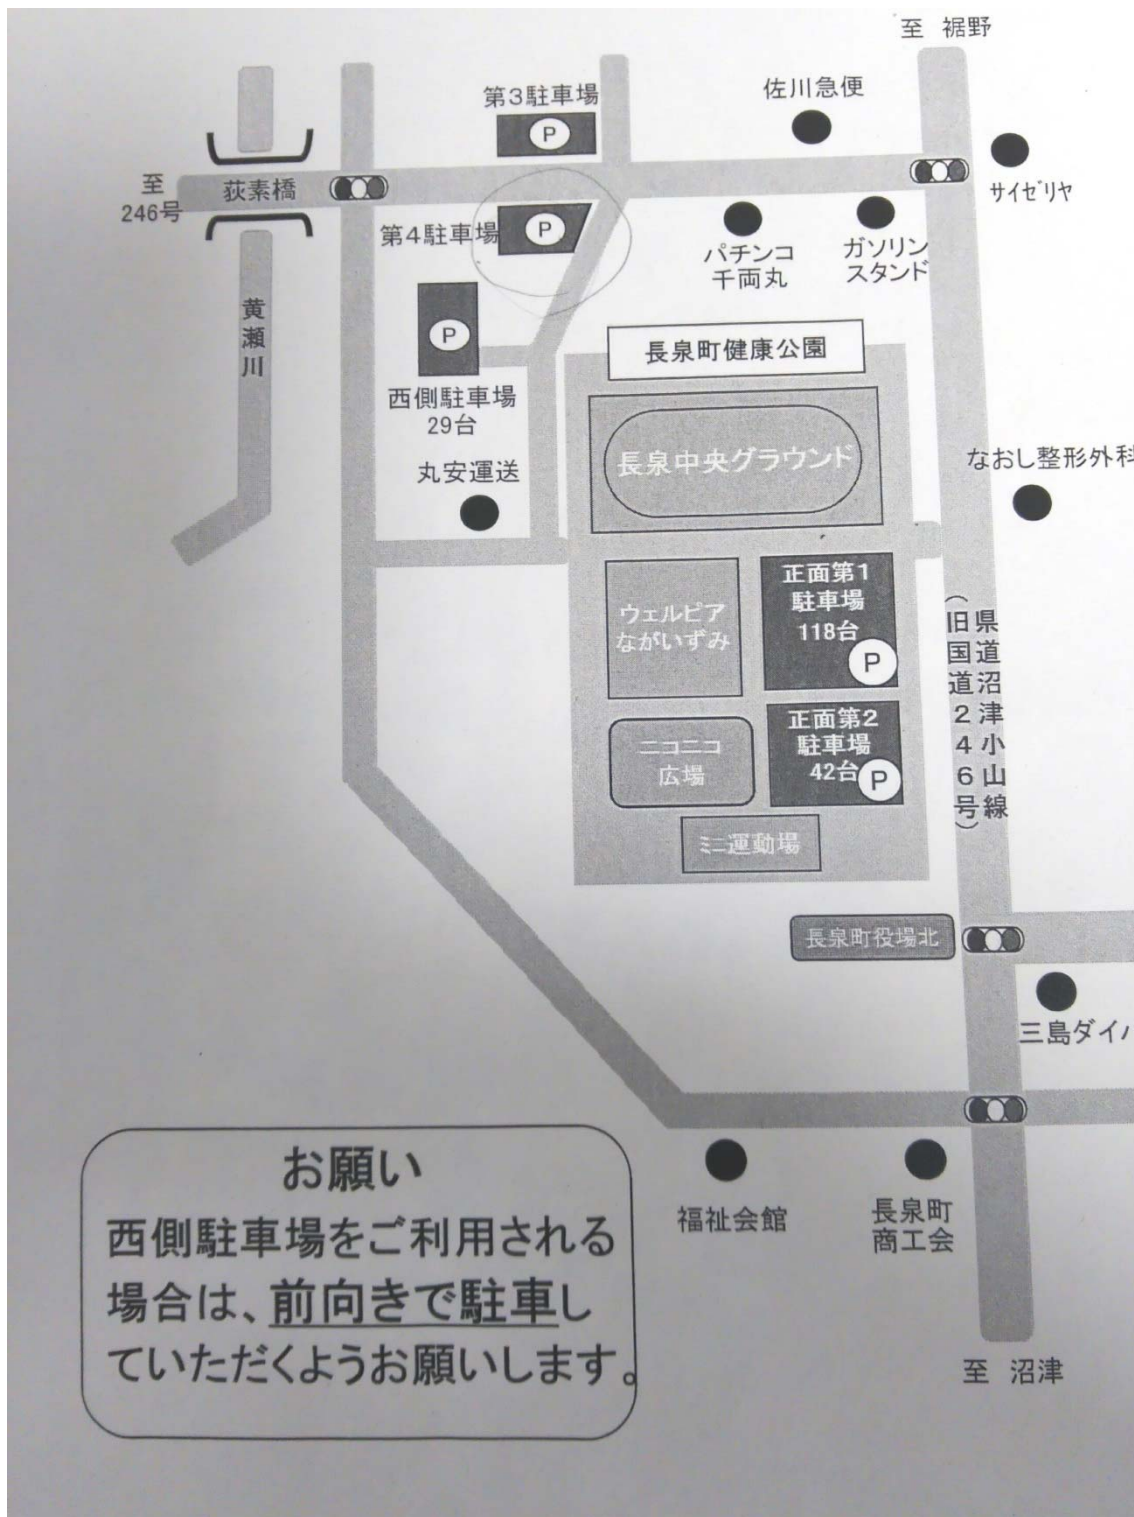 至 裾野
佐川急便
第3駐車場
P
至
246号
荻素橋
サイゼリヤ
第4駐車場
P
パチンコ
千両丸
ガソリン
スタンド
黄瀬川
P
西側駐車場
29台
長泉町健康公園
長泉中央グラウンド
丸安運送
なおし整形外科
ウェルピア
ながいずみ
正面第1
駐車場
118台
P
県道沼津小山線
(旧国道246号)
ニコニコ
広場
正面第2
駐車場
42台
P
ミニ運動場
長泉町役場北
三島ダイハ
福祉会館
長泉町
商工会
至 沼津
お願い
西側駐車場をご利用される
場合は、前向きで駐車し
ていただくようお願いします。